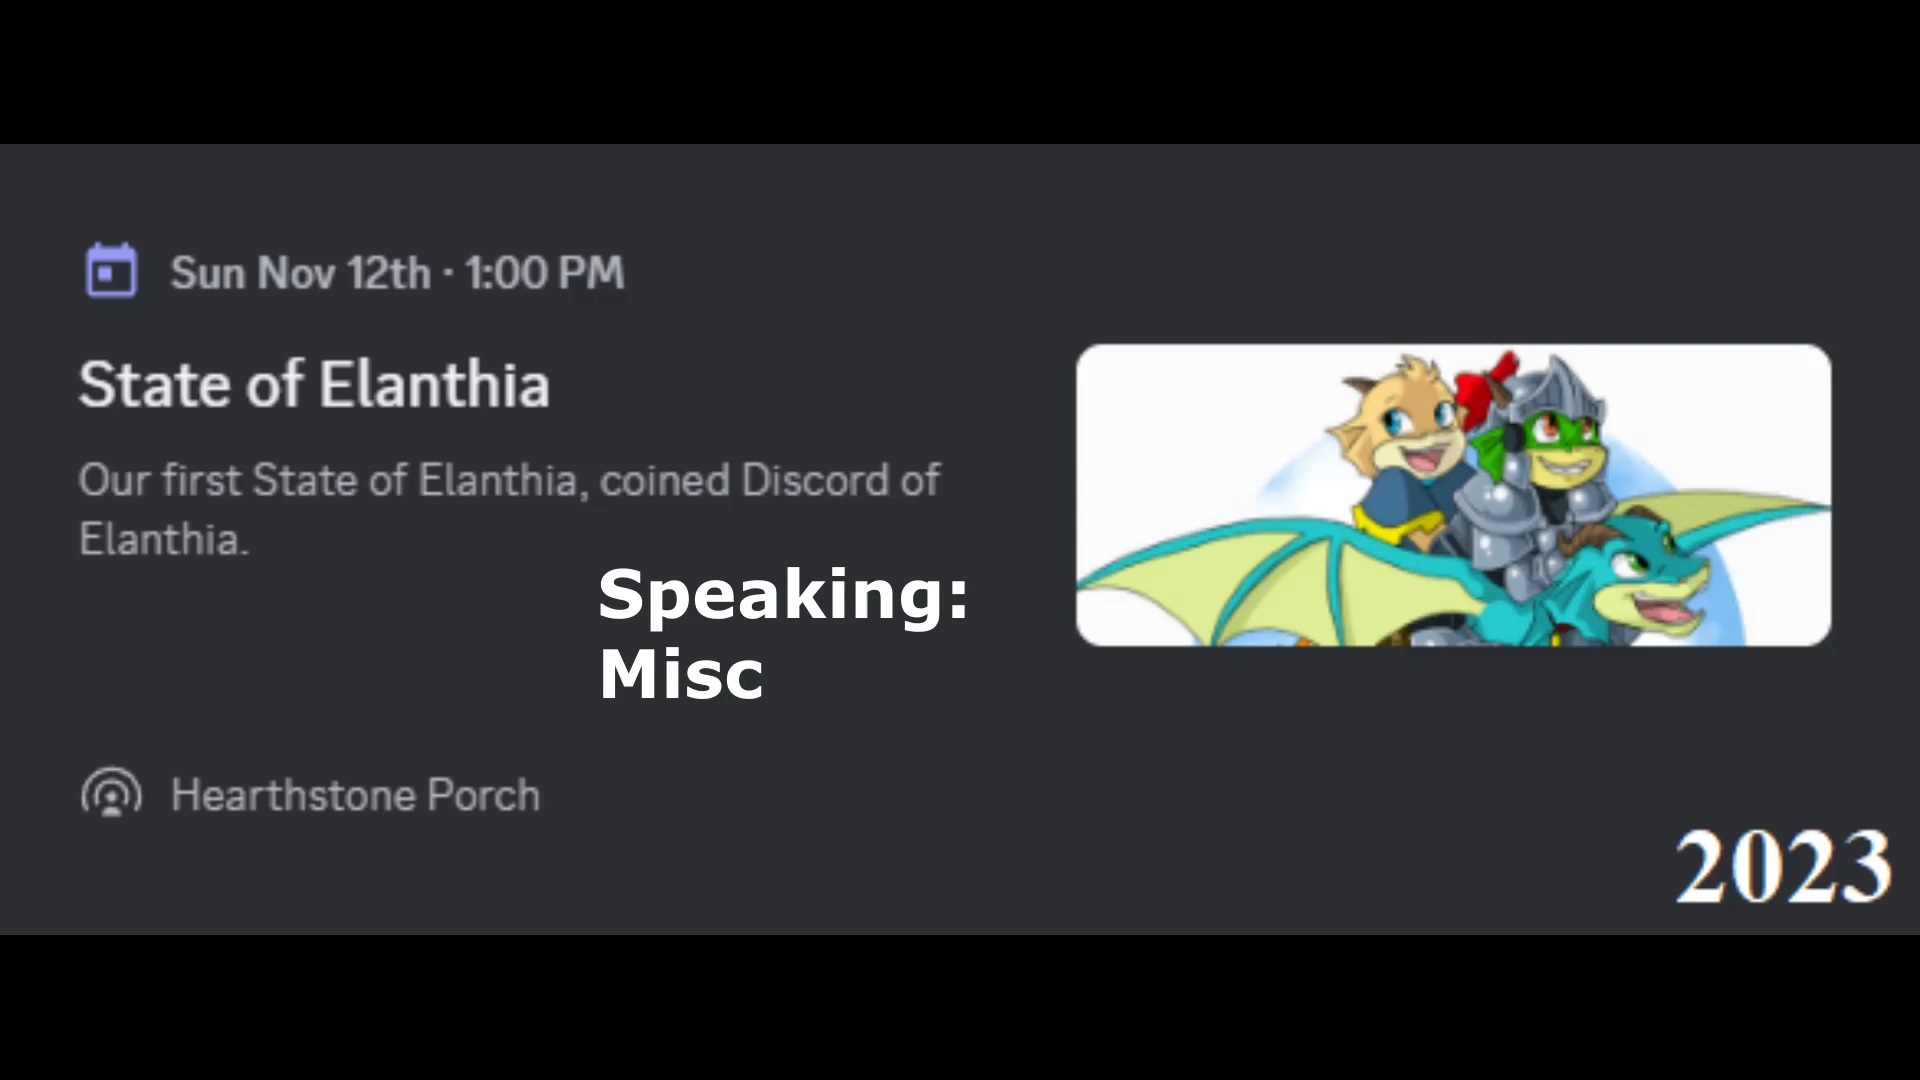 Sun Nov 12th · 1:00 PM
State of Elanthia
Our first State of Elanthia, coined Discord of
Elanthia.
Speaking:
Misc
Hearthstone Porch
2023